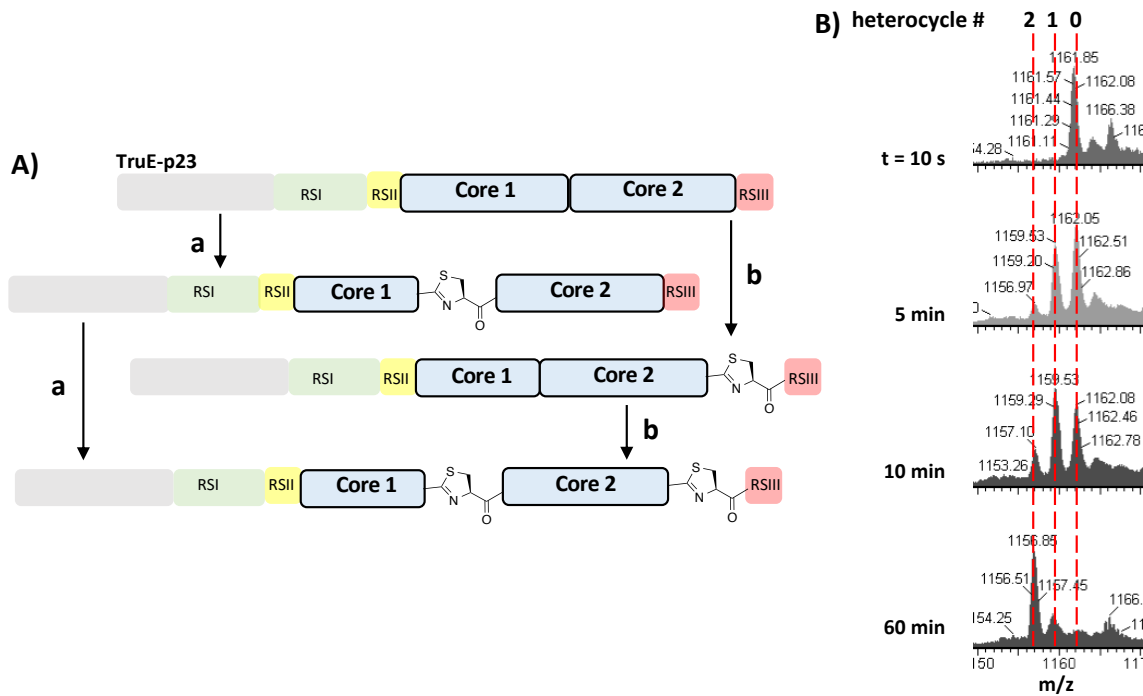 B) heterocycle # 2 1 0
1161.85
1161.57
1162.08
1161.44
1166.38
1161.29
1161.11
t = 10 s
A)
TruE-p23
RSI RSII Core 1 Core 2 RSIII
1162.05
1159.53
1162.51
1159.20
1162.86
1156.97
5 min
a
b
S
RSI RSII Core 1 N O Core 2 RSIII
159.53
1159.29
1162.08
1157.10
1162.46
1153.26
1162.78
10 min
S
RSI RSII Core 1 Core 2 N O RSIII
a
b
S S
RSI RSII Core 1 N O Core 2 N O RSIII
1156.85
1156.51
1157.45
1166.
60 min
1160
m/z